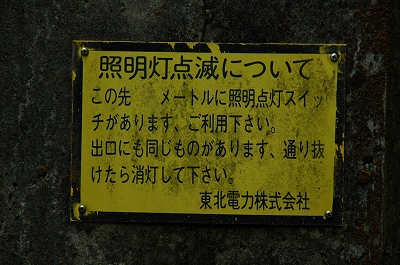 照明灯点滅について
この先　　メートルに照明点灯スイッ
チがあります、ご利用下さい。
出口にも同じものがあります、通り抜
けたら消灯して下さい。
東北電力株式会社